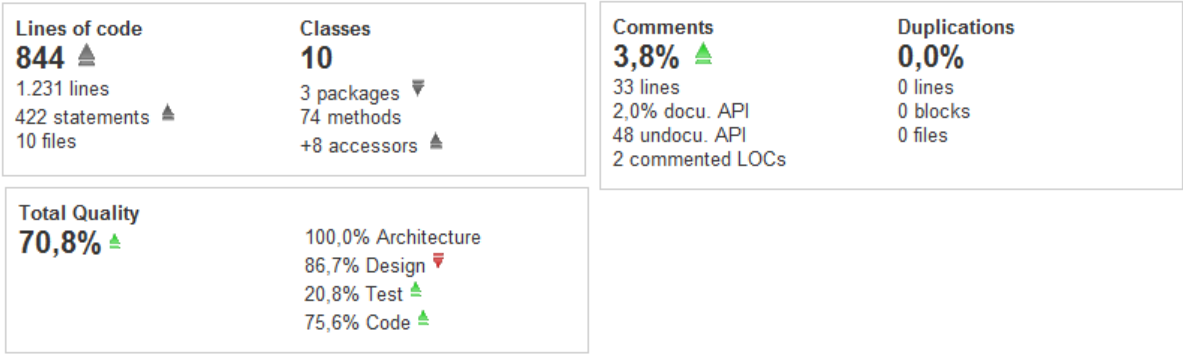 Lines of code
844
1.231 lines
422 statements
10 files
Classes
10
3 packages
74 methods
+8 accessors
Comments
3,8%
33 lines
2,0% docu. API
48 undocu. API
2 commented LOCs
Duplications
0,0%
0 lines
0 blocks
0 files
Total Quality
70,8%
100,0% Architecture
86,7% Design
20,8% Test
75,6% Code